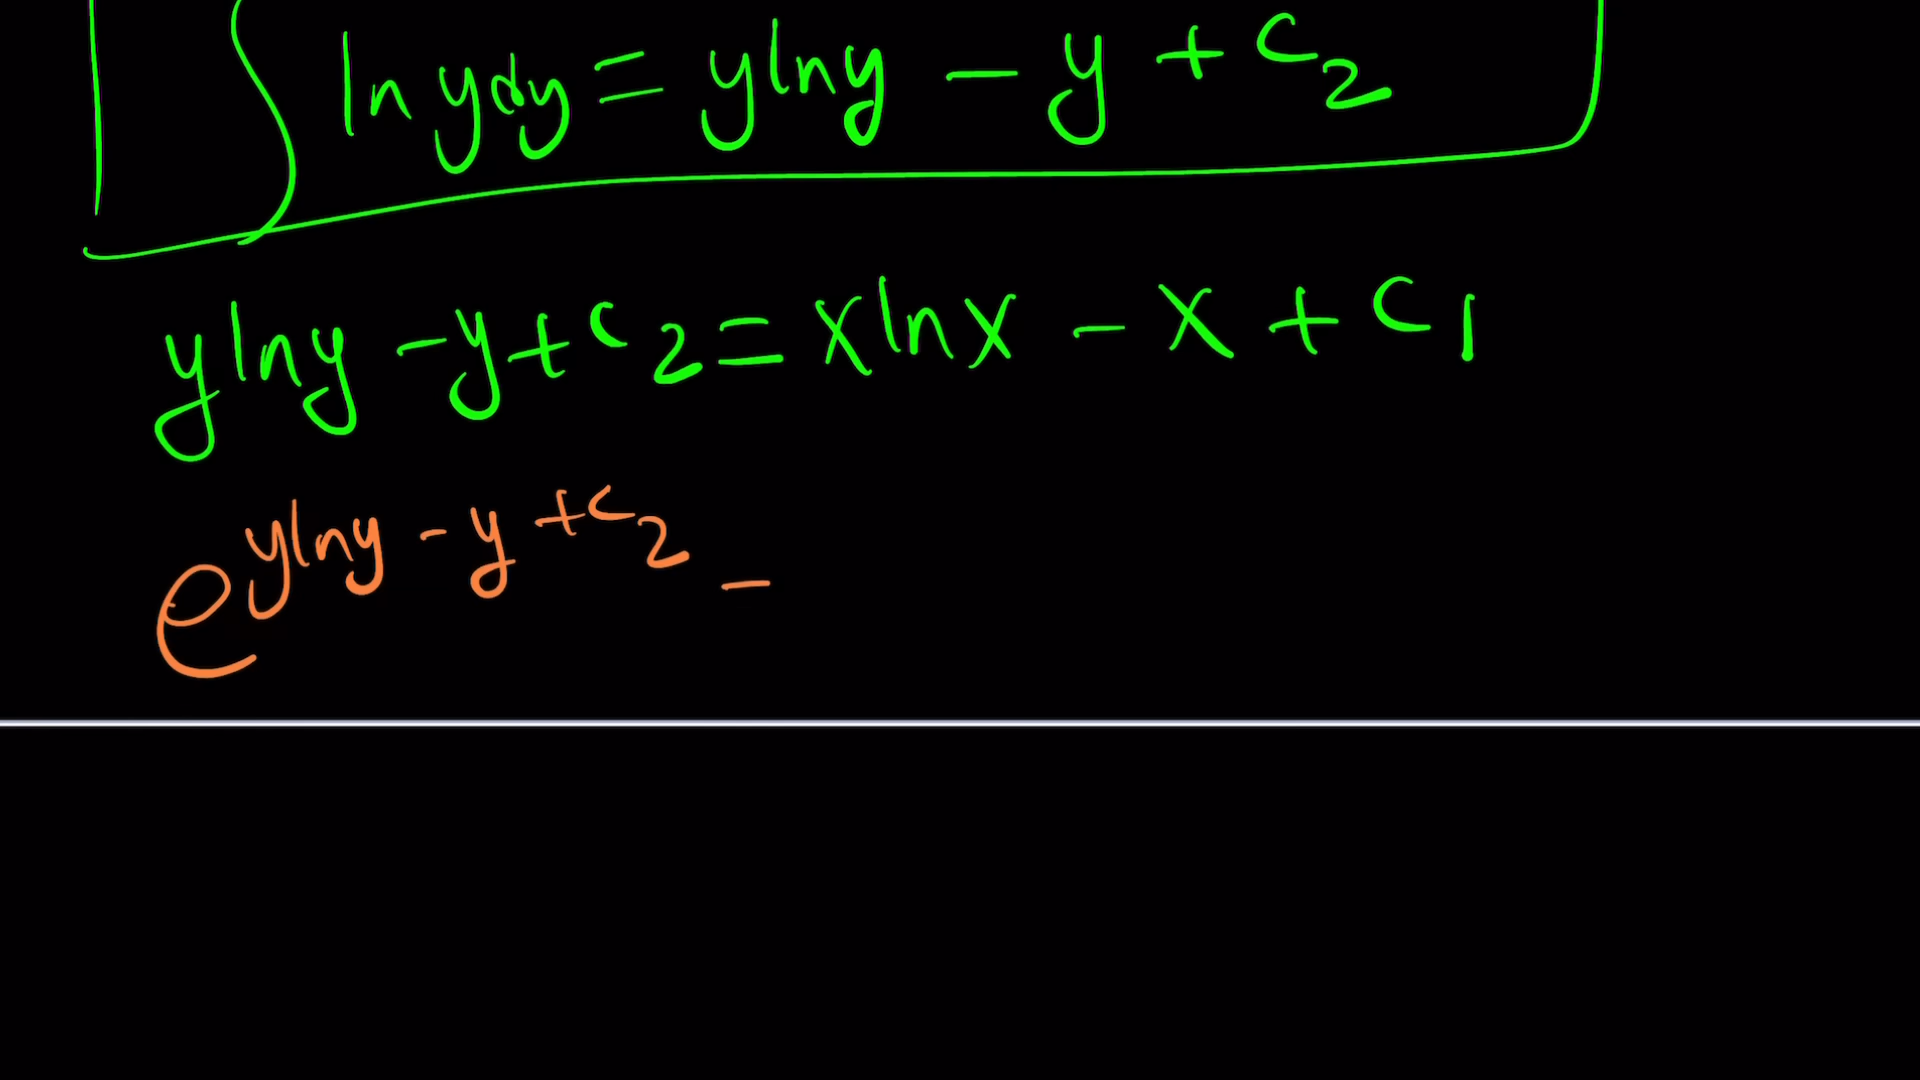 ∫ ln y dy = y ln y - y + c₂
y ln y - y + c₂ = x ln x - x + c₁
e^{y ln y - y + c₂} -